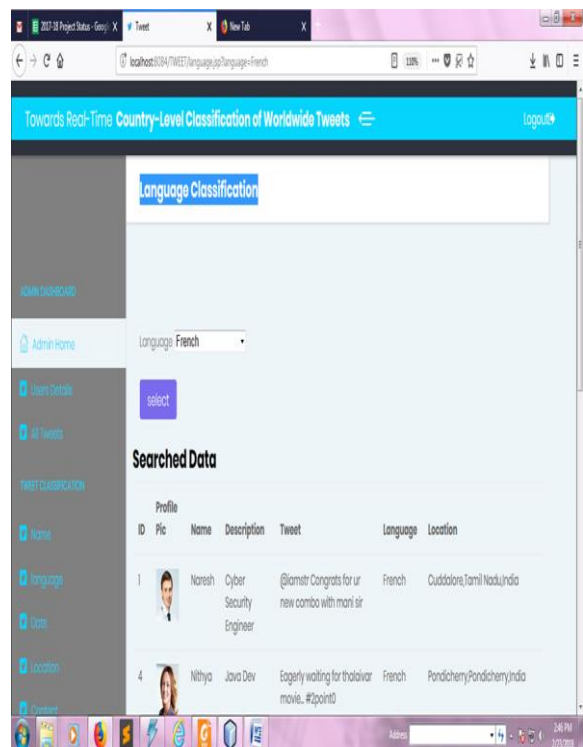 2017-18 Project Status - Goog X
Tweet X
New Tab X
localhost:8084/TWEET/language.jsp?language=French
110%
Towards Real-Time Country-Level Classification of Worldwide Tweets
Logout
Language Classification
ADMIN DASHBOARD
Admin Home
Users Details
All Tweets
TWEET CLASSIFICATION
Name
language
Date
Location
Content
Language French
select
Searched Data
ID Profile Pic Name Description Tweet Language Location
1 Naresh Cyber Security Engineer @iamstr Congrats for ur new combo with mani sir French Cuddalore,Tamil Nadu,India
4 Nithya Java Dev Eagerly waiting for thalaivar movie.. #2point0 French Pondicherry,Pondicherry,India
Address
2:46 PM